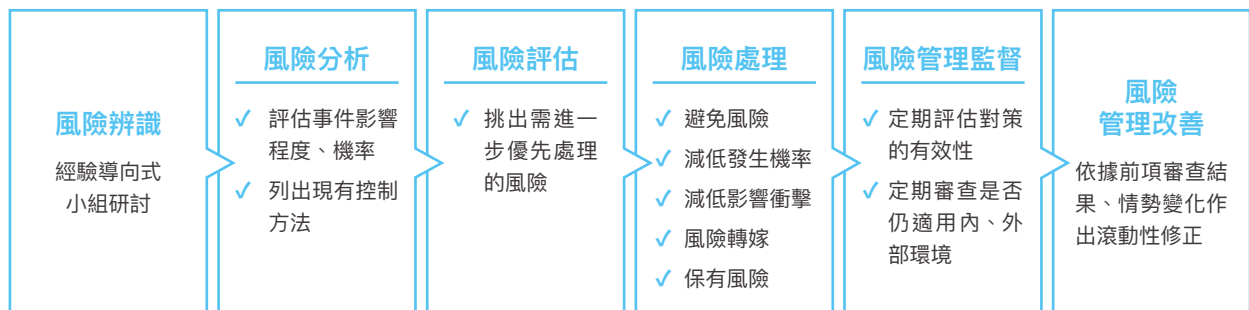 風險辨識
經驗導向式
小組研討
風險分析
✓ 評估事件影響
程度、機率
✓ 列出現有控制
方法
風險評估
✓ 挑出需進一
步優先處理
的風險
風險處理
✓ 避免風險
✓ 減低發生機率
✓ 減低影響衝擊
✓ 風險轉嫁
✓ 保有風險
風險管理監督
✓ 定期評估對策
的有效性
✓ 定期審查是否
仍適用內、外
部環境
風險
管理改善
依據前項審查結
果、情勢變化作
出滾動性修正